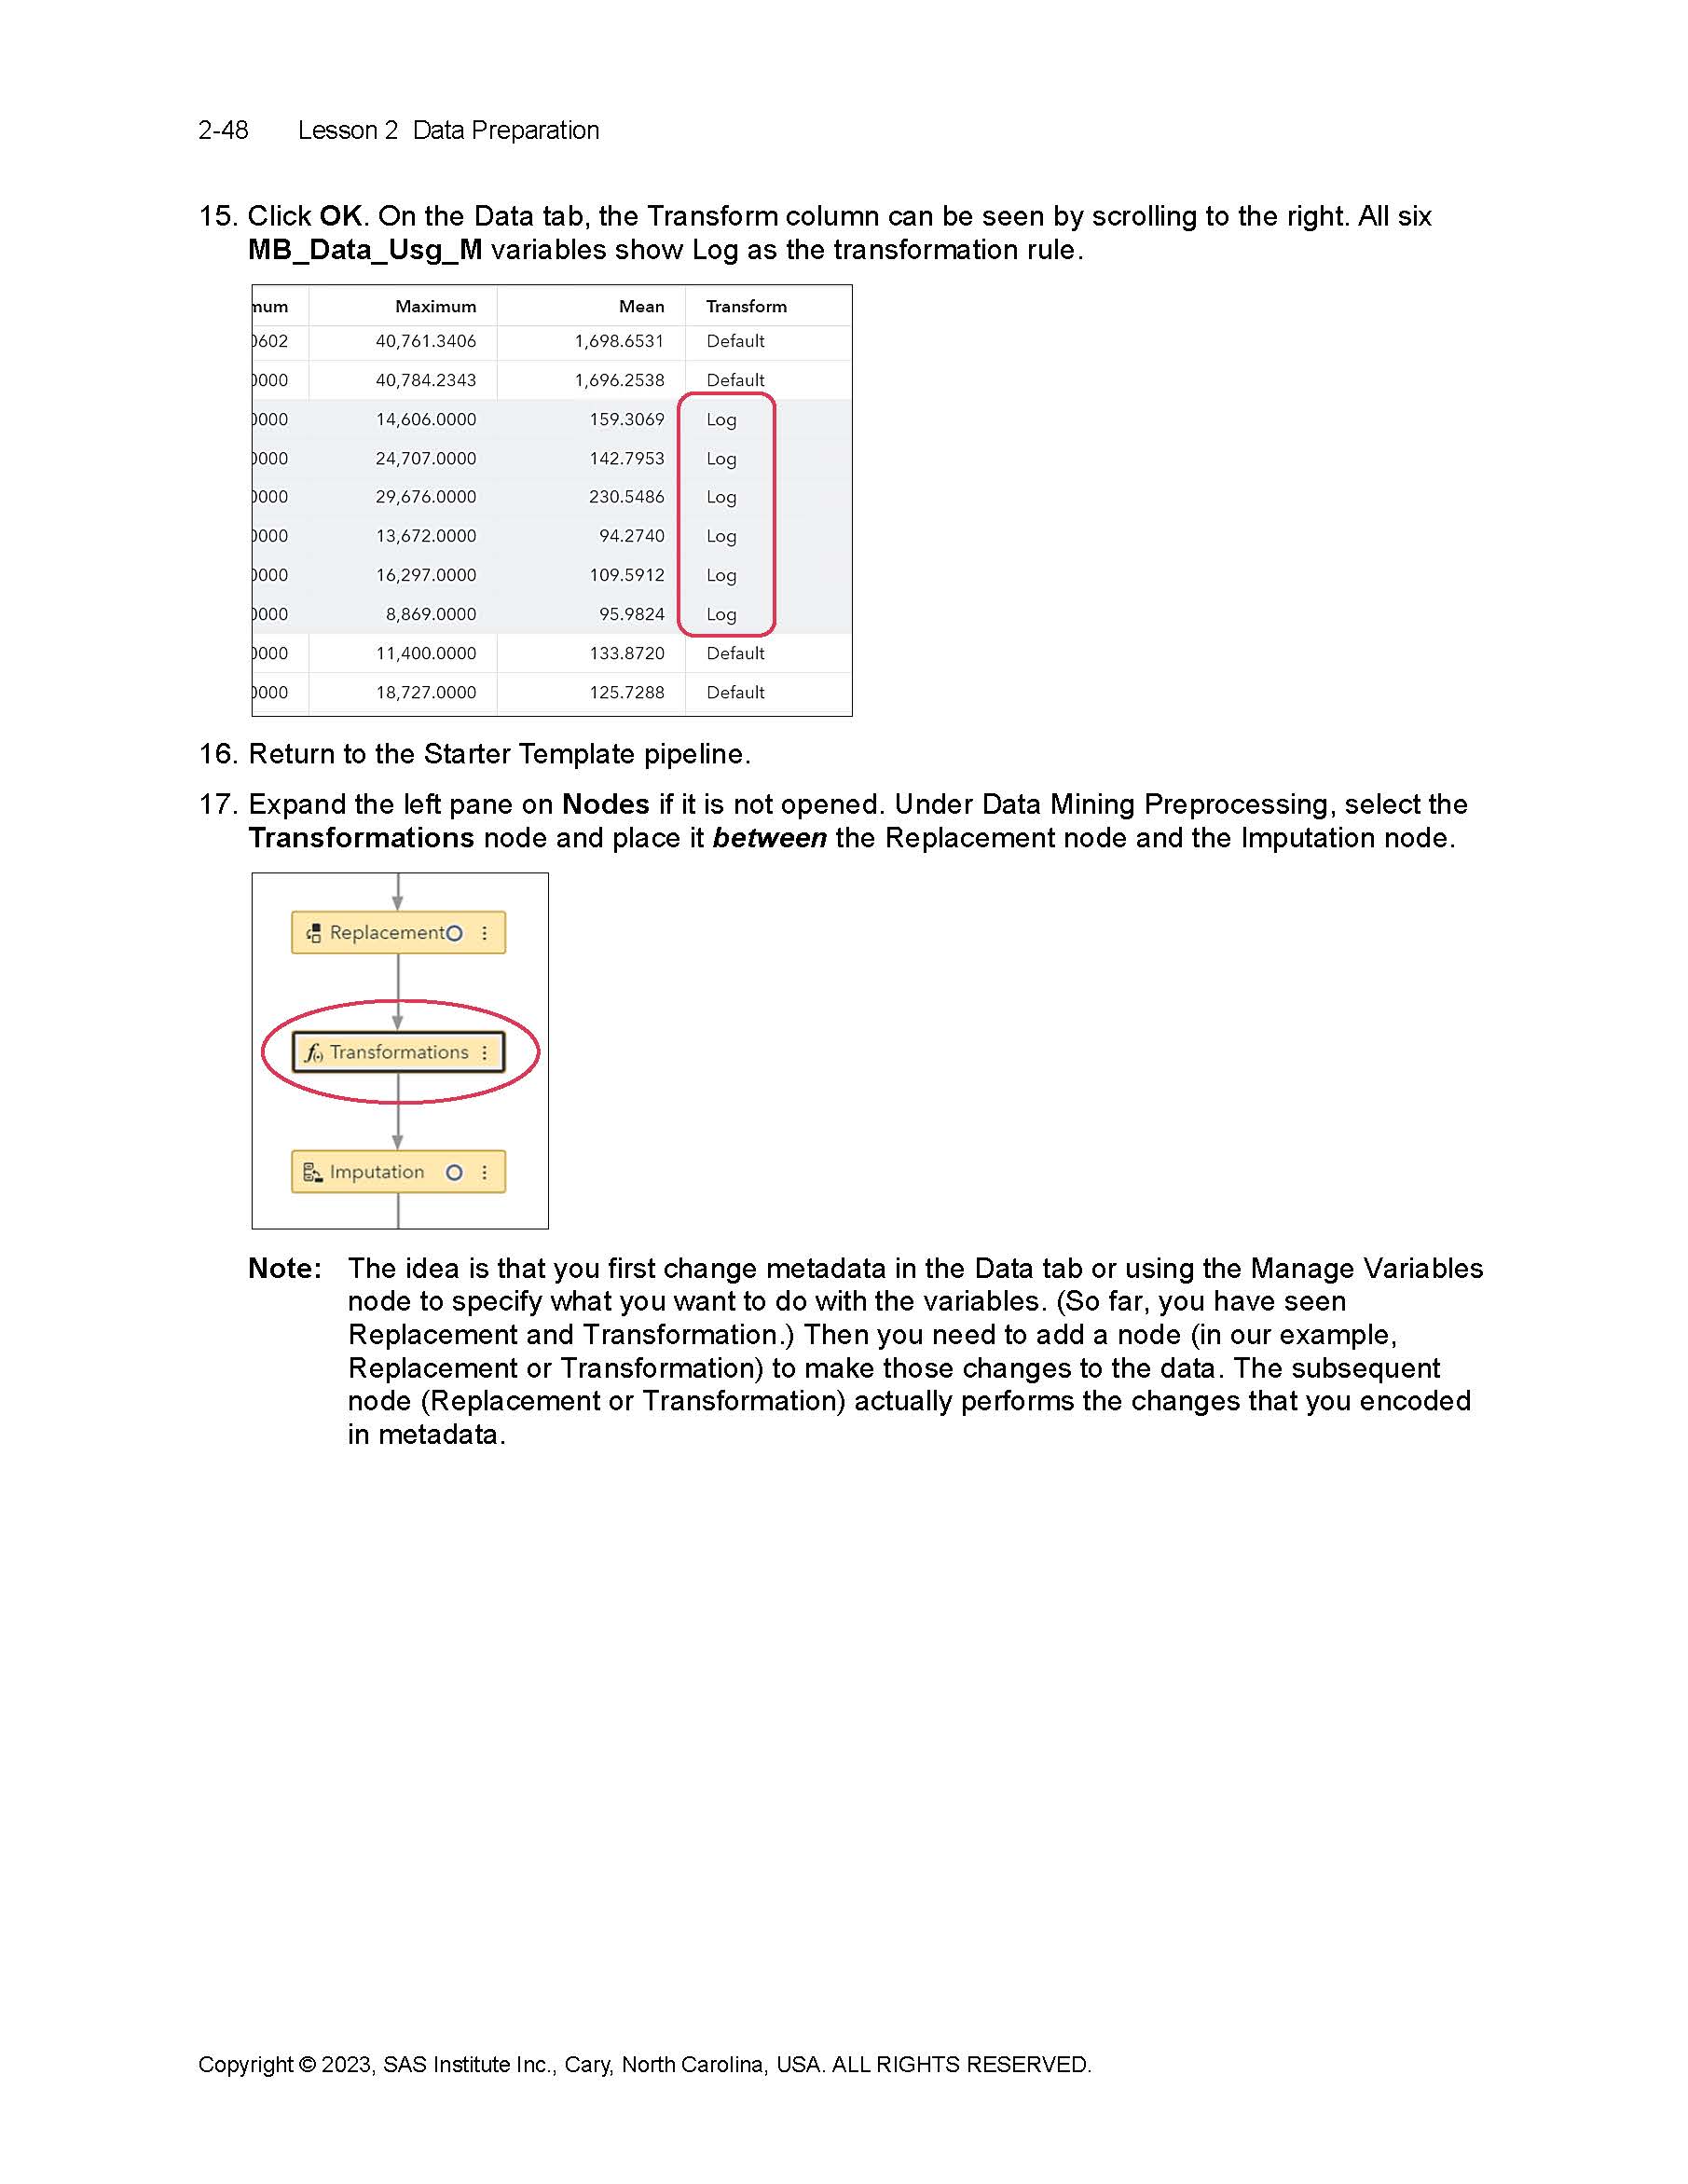 2-48 Lesson 2 Data Preparation
15. Click OK. On the Data tab, the Transform column can be seen by scrolling to the right. All six
MB_Data_Usg_M variables show Log as the transformation rule.
num Maximum Mean Transform
0602 40,761.3406 1,698.6531 Default
0000 40,784.2343 1,696.2538 Default
0000 14,606.0000 159.3069 Log
0000 24,707.0000 142.7953 Log
0000 29,676.0000 230.5486 Log
0000 13,672.0000 94.2740 Log
0000 16,297.0000 109.5912 Log
0000 8,869.0000 95.9824 Log
0000 11,400.0000 133.8720 Default
0000 18,727.0000 125.7288 Default
16. Return to the Starter Template pipeline.
17. Expand the left pane on Nodes if it is not opened. Under Data Mining Preprocessing, select the
Transformations node and place it between the Replacement node and the Imputation node.
Replacement
Transformations
Imputation
Note: The idea is that you first change metadata in the Data tab or using the Manage Variables
node to specify what you want to do with the variables. (So far, you have seen
Replacement and Transformation.) Then you need to add a node (in our example,
Replacement or Transformation) to make those changes to the data. The subsequent
node (Replacement or Transformation) actually performs the changes that you encoded
in metadata.
Copyright © 2023, SAS Institute Inc., Cary, North Carolina, USA. ALL RIGHTS RESERVED.